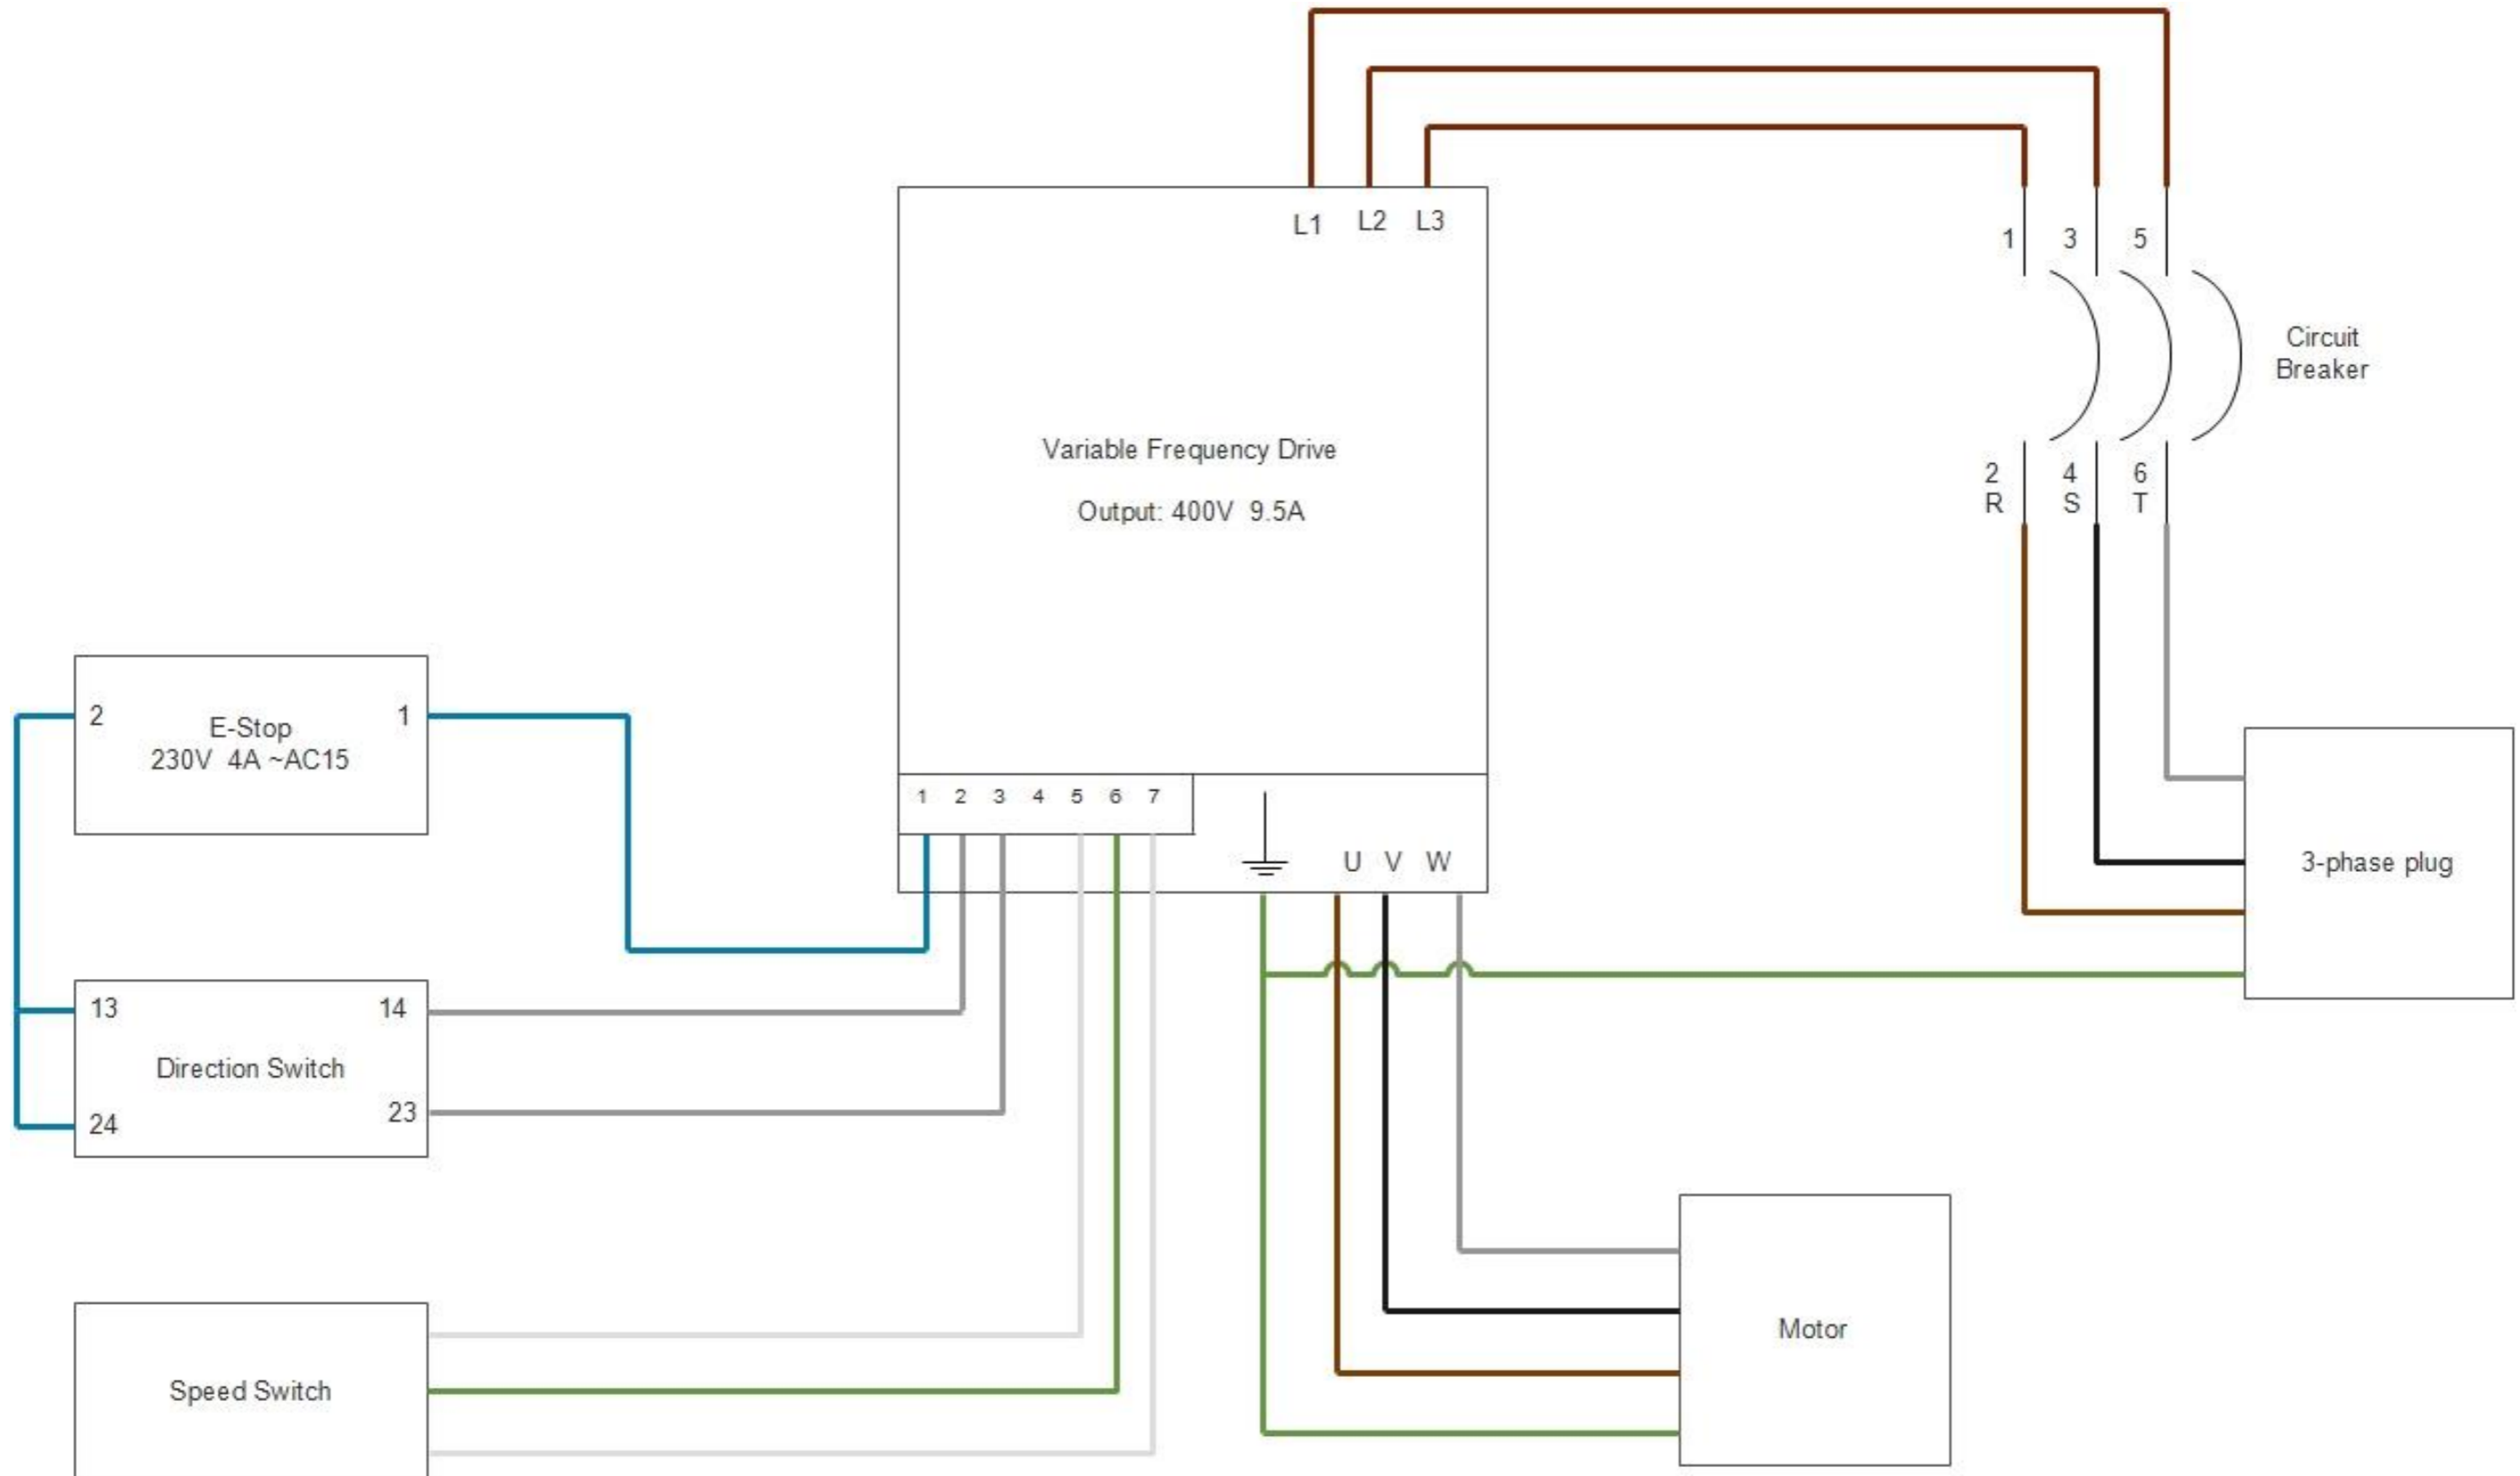 L1 L2 L3
1 3 5
Circuit
Breaker
Variable Frequency Drive
Output: 400V 9.5A
2 4 6
R S T
2 1
E-Stop
230V 4A ~AC15
1 2 3 4 5 6 7
U V W
3-phase plug
13 14
Direction Switch
24 23
Motor
Speed Switch